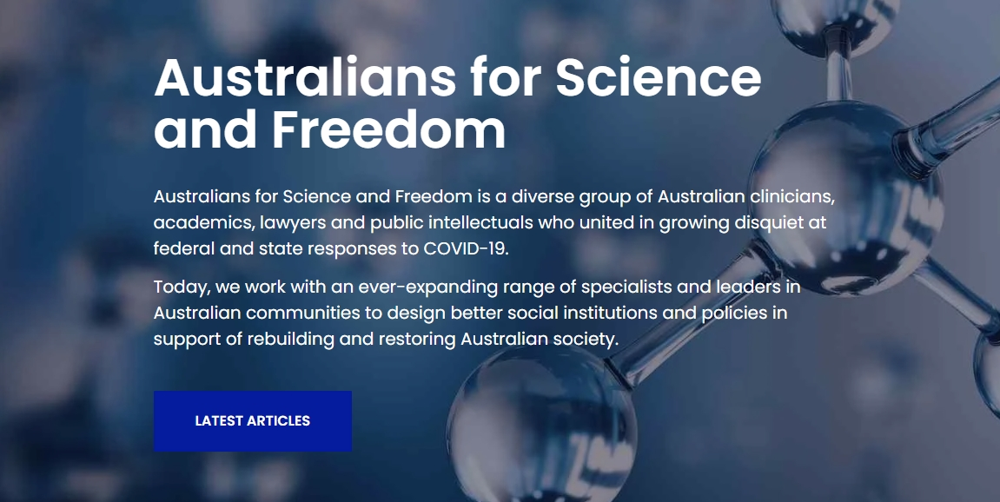 Australians for Science
and Freedom
Australians for Science and Freedom is a diverse group of Australian clinicians,
academics, lawyers and public intellectuals who united in growing disquiet at
federal and state responses to COVID-19.
Today, we work with an ever-expanding range of specialists and leaders in
Australian communities to design better social institutions and policies in
support of rebuilding and restoring Australian society.
LATEST ARTICLES